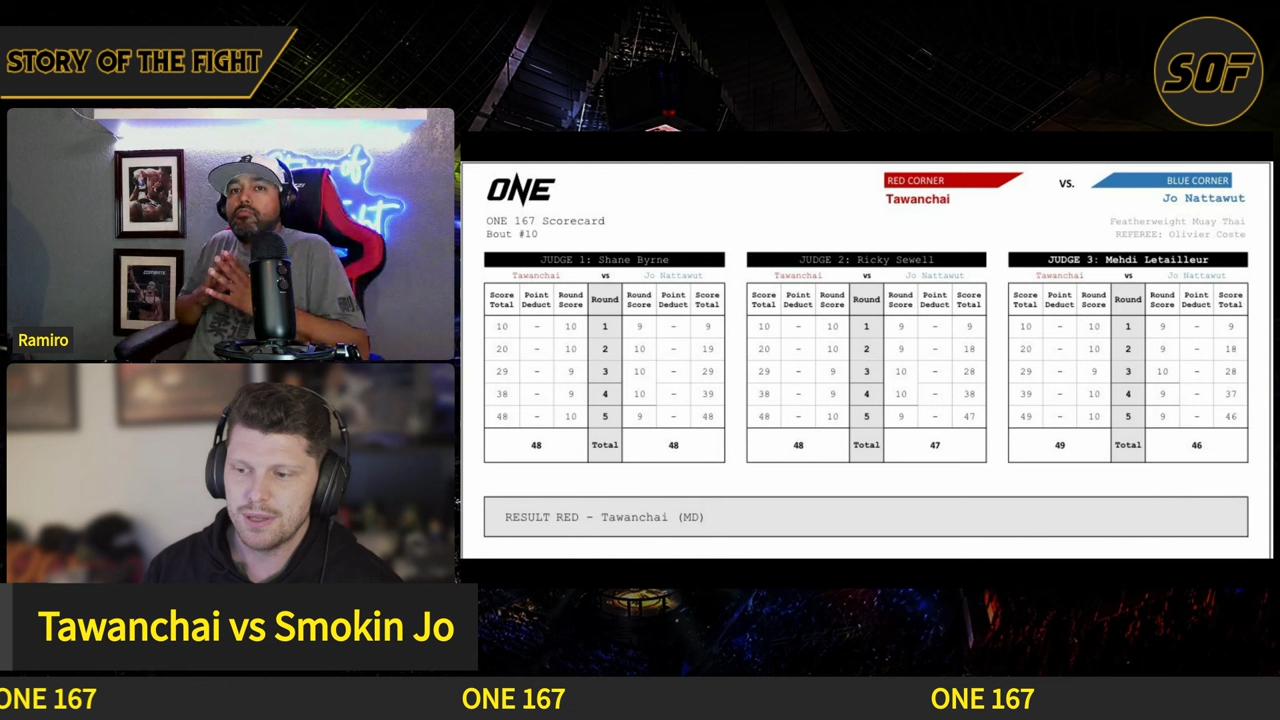 STORY OF THE FIGHT
SOF
Story of
Fight
COMBATE
Ramiro
ONE
RED CORNER
VS.
BLUE CORNER
Tawanchai
Jo Nattawut
ONE 167 Scorecard
Bout #10
Featherweight Muay Thai
REFEREE: Olivier Coste
JUDGE 1: Shane Byrne
Tawanchai vs Jo Nattawut
Score Total Point Deduct Round Score Round Round Score Point Deduct Score Total
10 – 10 1 9 – 9
20 – 10 2 10 – 19
29 – 9 3 10 – 29
38 – 9 4 10 – 39
48 – 10 5 9 – 48
48 Total 48
JUDGE 2: Ricky Sewell
Tawanchai vs Jo Nattawut
Score Total Point Deduct Round Score Round Round Score Point Deduct Score Total
10 – 10 1 9 – 9
20 – 10 2 9 – 18
29 – 9 3 10 – 28
38 – 9 4 10 – 38
48 – 10 5 9 – 47
48 Total 47
JUDGE 3: Mehdi Letailleur
Tawanchai vs Jo Nattawut
Score Total Point Deduct Round Score Round Round Score Point Deduct Score Total
10 – 10 1 9 – 9
20 – 10 2 9 – 18
29 – 9 3 10 – 28
39 – 10 4 9 – 37
49 – 10 5 9 – 46
49 Total 46
RESULT RED – Tawanchai (MD)
Tawanchai vs Smokin Jo
ONE 167 ONE 167 ONE 167